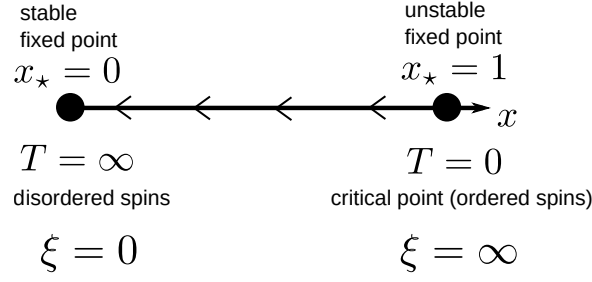 stable
fixed point
x⋆ = 0
unstable
fixed point
x⋆ = 1
x
T = ∞
disordered spins
ξ = 0
T = 0
critical point (ordered spins)
ξ = ∞